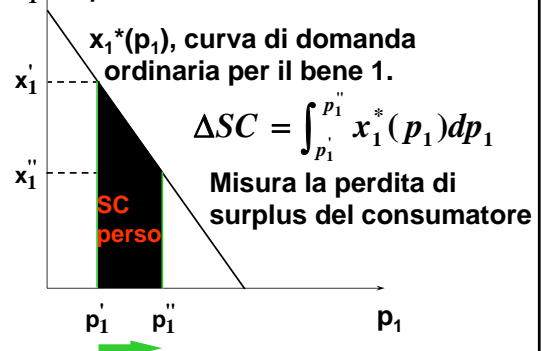 x₁*(p₁), curva di domanda
ordinaria per il bene 1.
x₁'
ΔSC = ∫_{p₁'}^{p₁''} x₁*(p₁)dp₁
x₁''
Misura la perdita di
surplus del consumatore
SC
perso
p₁' p₁'' p₁